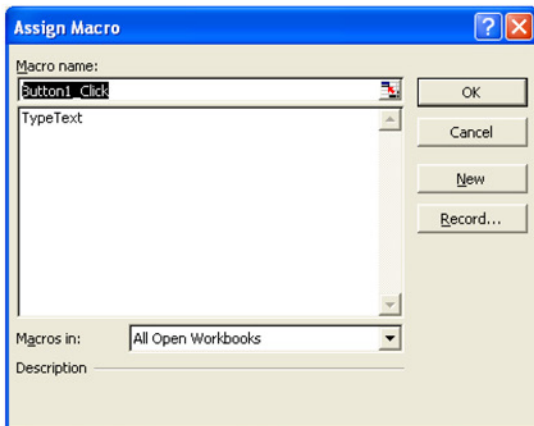 Assign Macro
Macro name:
Button1_Click
OK
TypeText
Cancel
New
Record...
Macros in:
All Open Workbooks
Description